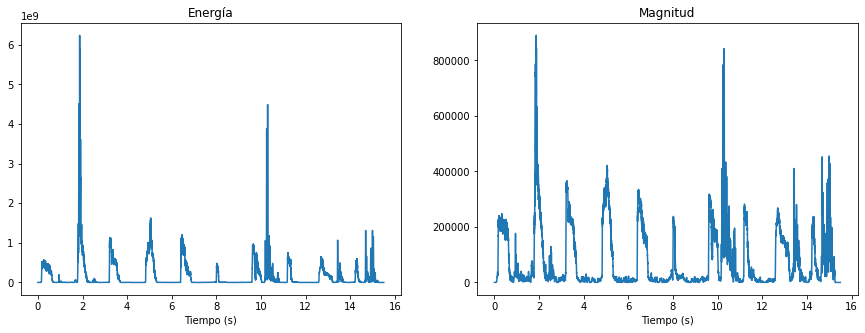 Energía
1e9
6
5
4
3
2
1
0
0 2 4 6 8 10 12 14 16
Tiempo (s)
Magnitud
800000
600000
400000
200000
0
0 2 4 6 8 10 12 14 16
Tiempo (s)